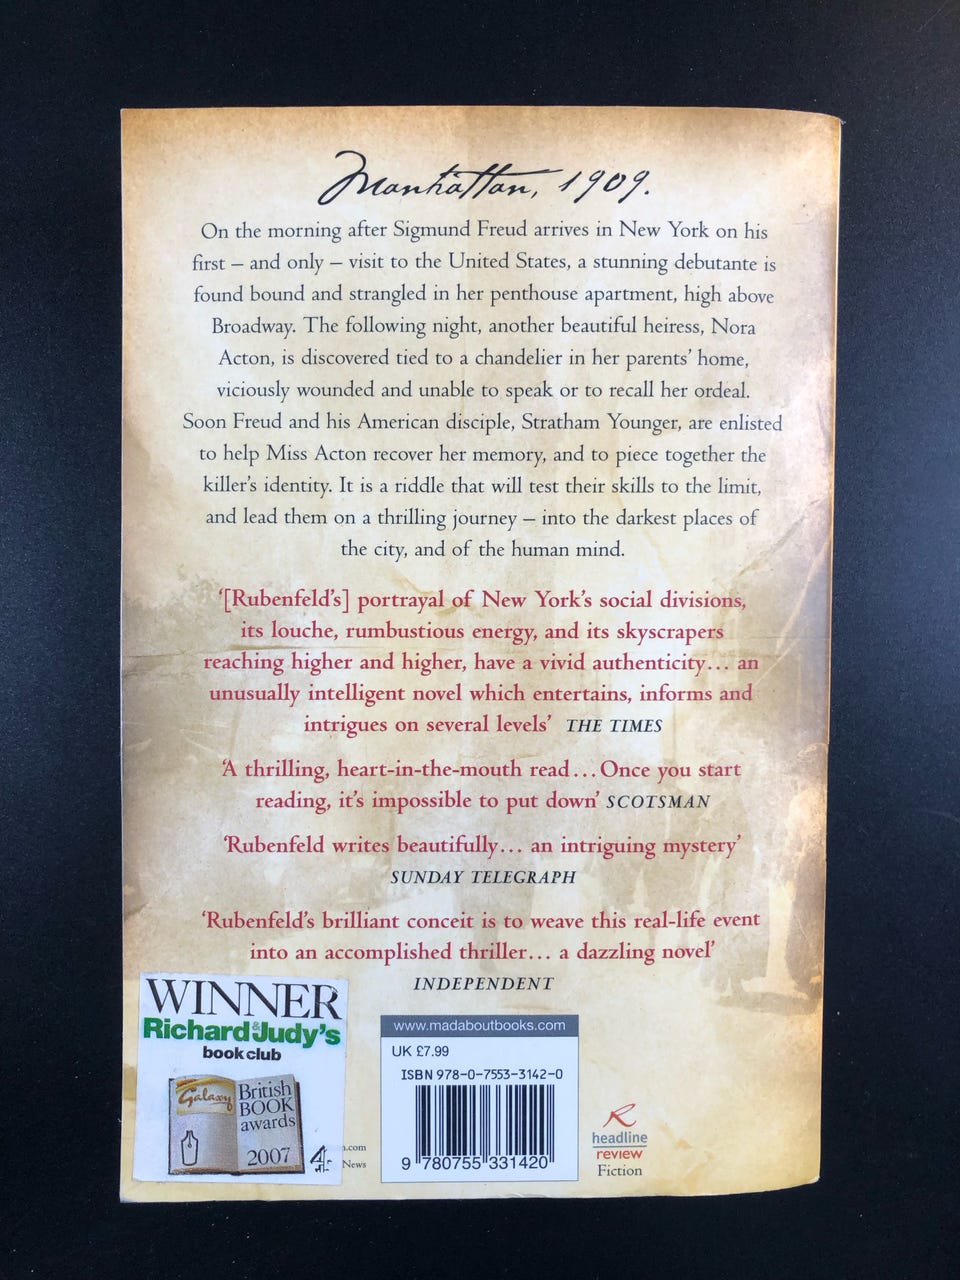 Manhattan, 1909.
On the morning after Sigmund Freud arrives in New York on his
first – and only – visit to the United States, a stunning debutante is
found bound and strangled in her penthouse apartment, high above
Broadway. The following night, another beautiful heiress, Nora
Acton, is discovered tied to a chandelier in her parents' home,
viciously wounded and unable to speak or to recall her ordeal.
Soon Freud and his American disciple, Stratham Younger, are enlisted
to help Miss Acton recover her memory, and to piece together the
killer's identity. It is a riddle that will test their skills to the limit,
and lead them on a thrilling journey – into the darkest places of
the city, and of the human mind.
'[Rubenfeld's] portrayal of New York's social divisions,
its louche, rumbustious energy, and its skyscrapers
reaching higher and higher, have a vivid authenticity... an
unusually intelligent novel which entertains, informs and
intrigues on several levels' THE TIMES
'A thrilling, heart-in-the-mouth read...Once you start
reading, it's impossible to put down' SCOTSMAN
'Rubenfeld writes beautifully... an intriguing mystery'
SUNDAY TELEGRAPH
'Rubenfeld's brilliant conceit is to weave this real-life event
into an accomplished thriller... a dazzling novel'
INDEPENDENT
WINNER
Richard & Judy's
book club
Galaxy
British
BOOK
awards
2007
4
.com
News
www.madaboutbooks.com
UK £7.99
ISBN 978-0-7553-3142-0
9 780755 331420
R
headline
review
Fiction